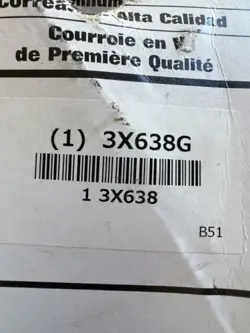 Alta Calidad
Courroie en V
de Première Qualité
(1) 3X638G
1 3X638
B51